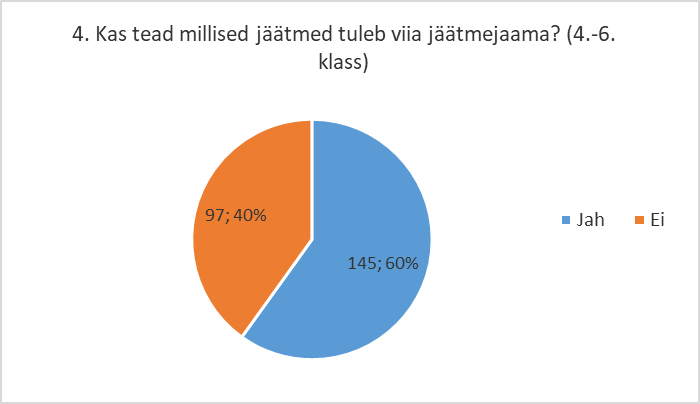 4. Kas tead millised jäätmed tuleb viia jäätmejaama? (4.-6.
klass)
97; 40%
145; 60%
Jah
Ei